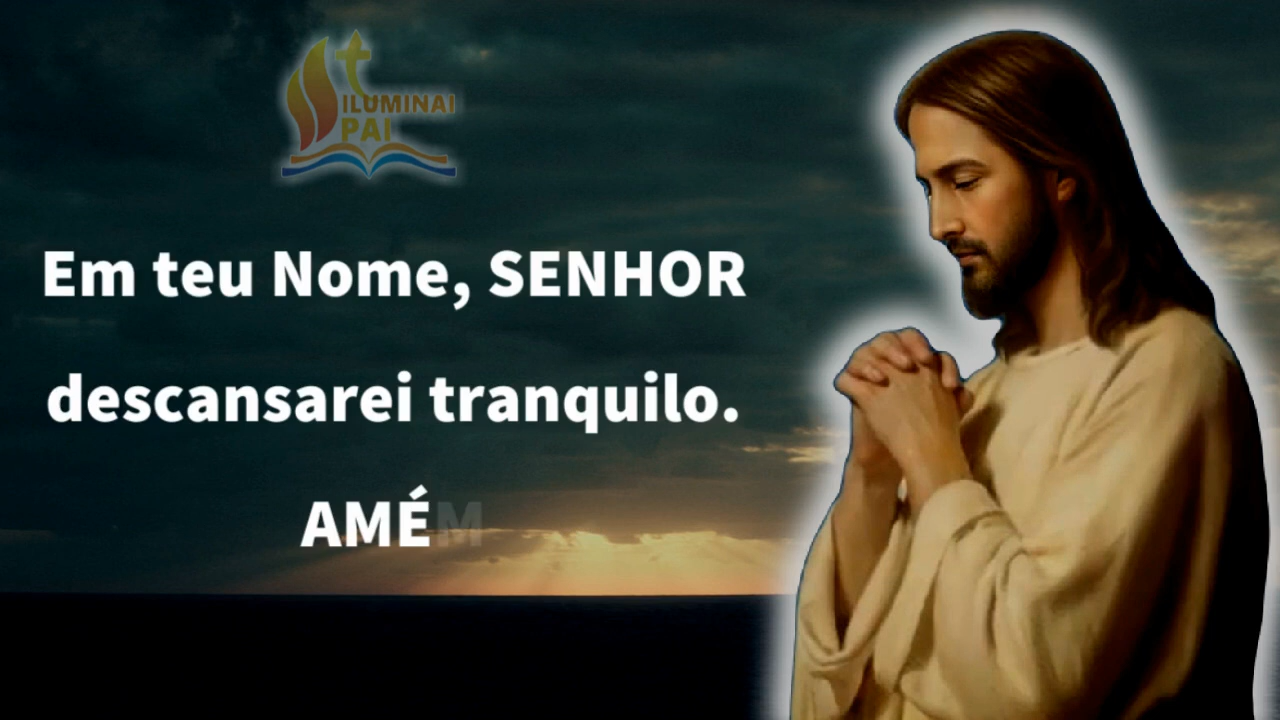 ILUMINAI
PAI
Em teu Nome, SENHOR
descansarei tranquilo.
AMÉM